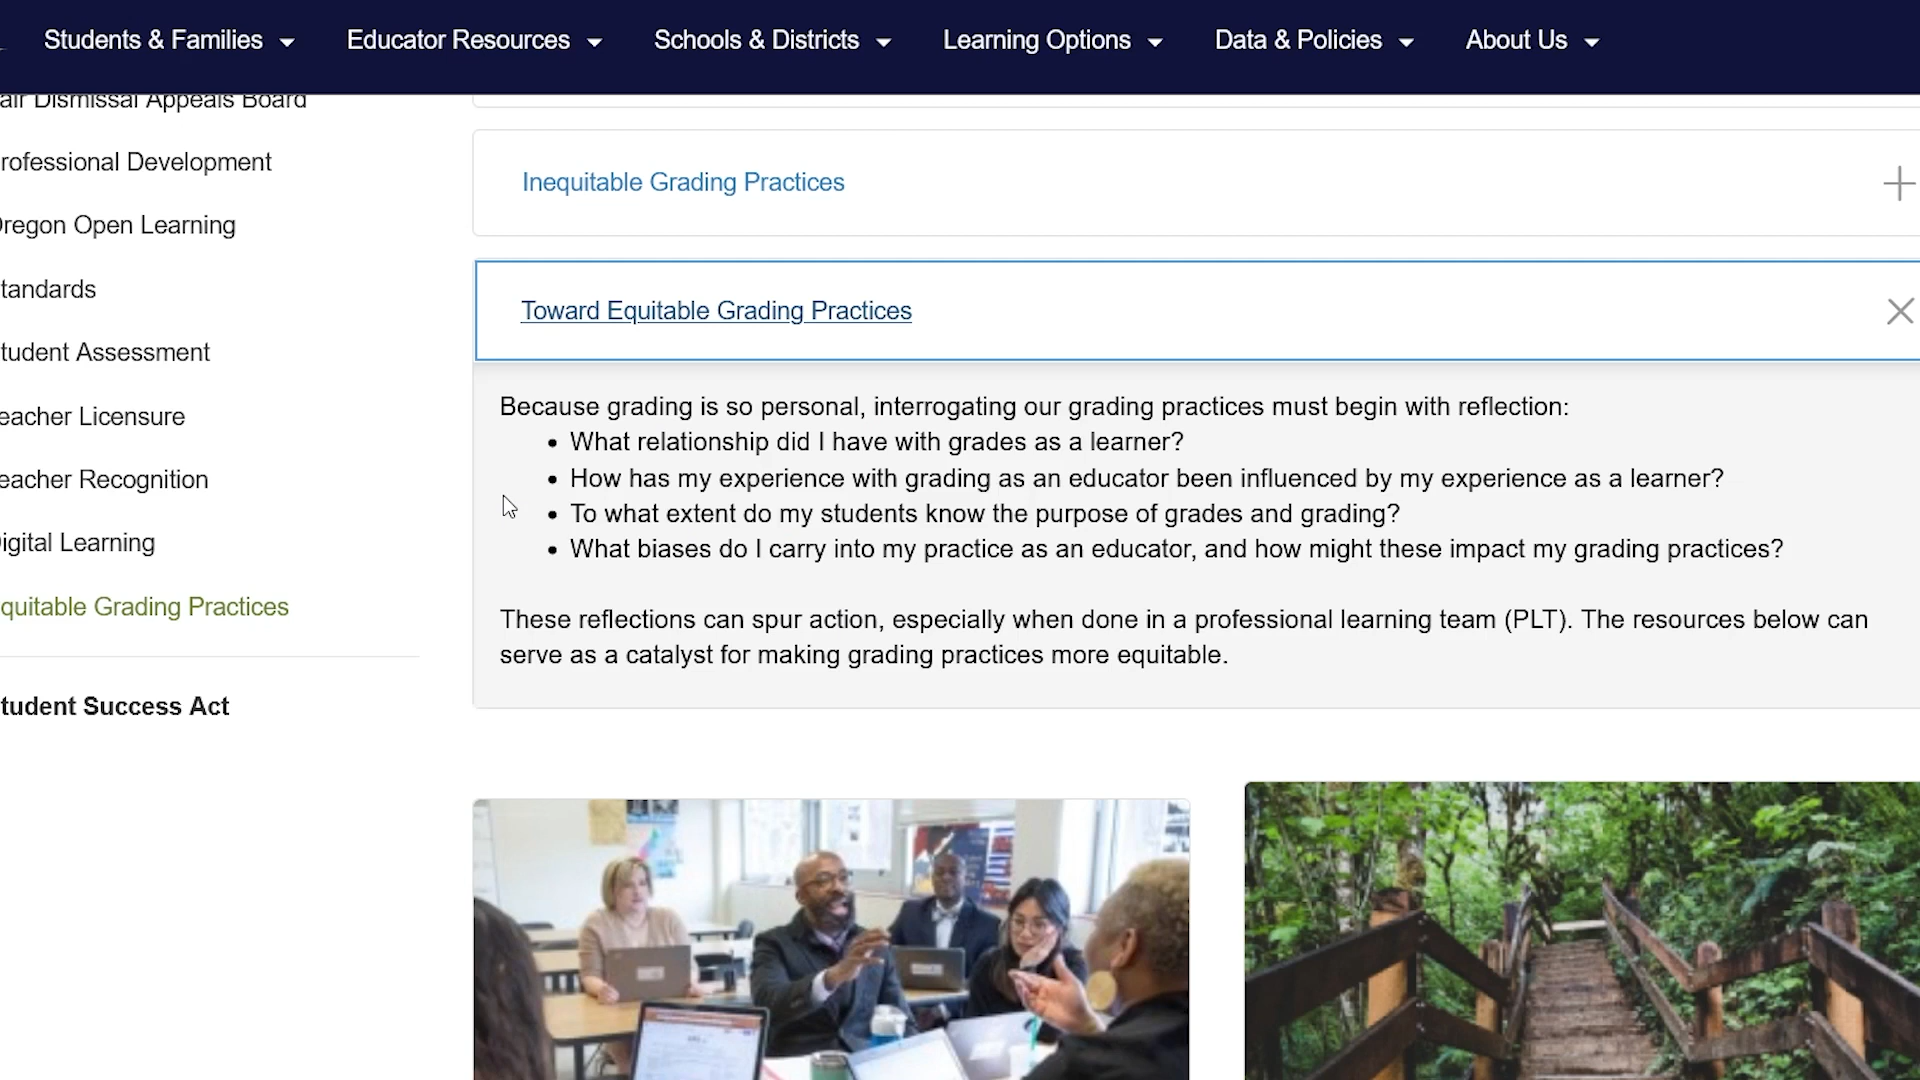 Students & Families Educator Resources Schools & Districts Learning Options Data & Policies About Us
air Dismissal Appeals Board
rofessional Development
Oregon Open Learning
tandards
tudent Assessment
eacher Licensure
eacher Recognition
igital Learning
quitable Grading Practices
tudent Success Act
Inequitable Grading Practices
Toward Equitable Grading Practices
Because grading is so personal, interrogating our grading practices must begin with reflection:
• What relationship did I have with grades as a learner?
• How has my experience with grading as an educator been influenced by my experience as a learner?
• To what extent do my students know the purpose of grades and grading?
• What biases do I carry into my practice as an educator, and how might these impact my grading practices?
These reflections can spur action, especially when done in a professional learning team (PLT). The resources below can
serve as a catalyst for making grading practices more equitable.